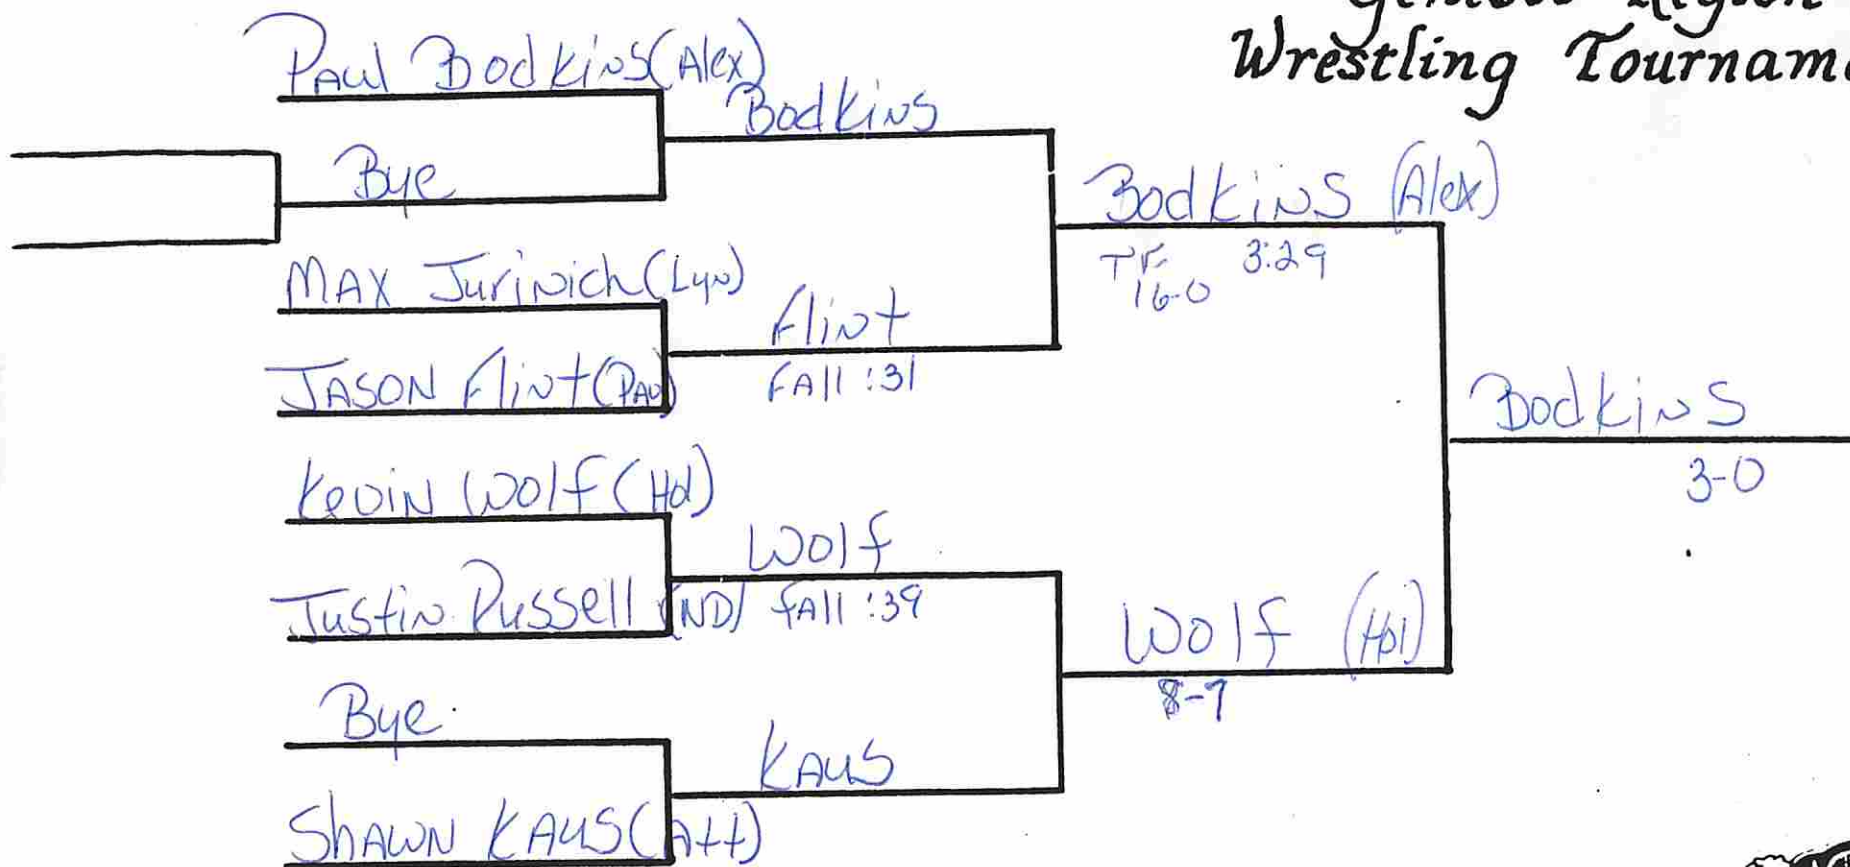 Region
Wrestling Tournam
Paul Bodkins (Alex)
Bodkins
Bye
Bodkins (Alex)
TF. 3:29
16-0
Max Jurinich (Lyn)
Flint
Fall :31
Jason Flint (Pav)
Bodkins
3-0
Kevin Wolf (Hol)
Wolf
Fall :39
Justin Russell (ND)
Wolf (Hol)
8-7
Bye
Kaus
Shawn Kaus (Att)